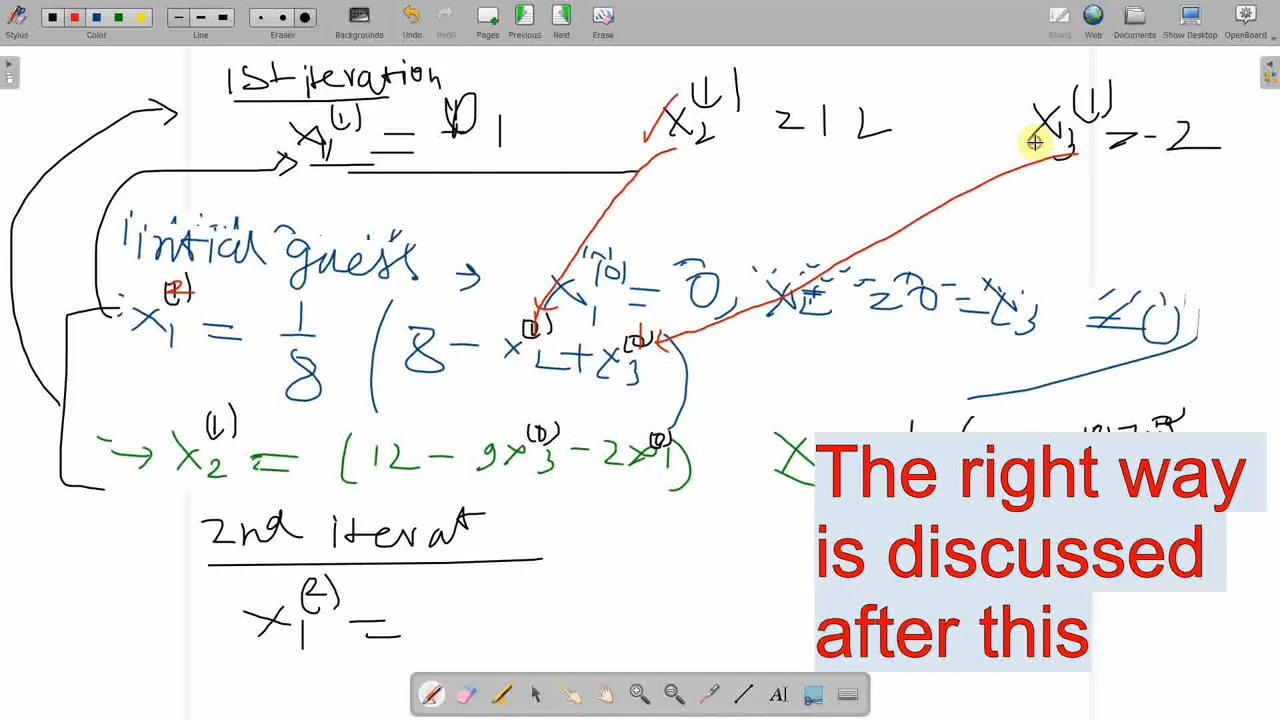 Stylus Color Line Eraser Backgrounds Undo Redo Pages Previous Next Erase Board Web Documents Show Desktop OpenBoard
1st iteration
x₁⁽¹⁾ = 1
x₂⁽¹⁾ = 12
x₃⁽¹⁾ = -2
iintial guess → x₁⁽⁰⁾ = 0, x₂ = 0 = x₃ = 0
x₁⁽²⁾ = 1/8 (8 - x₂⁽¹⁾ + x₃⁽¹⁾)
→ x₂⁽¹⁾ = (12 - 9x₃⁽⁰⁾ - 2x₁⁽⁰⁾)
X
2nd iterat
x₁⁽²⁾ =
The right way
is discussed
after this